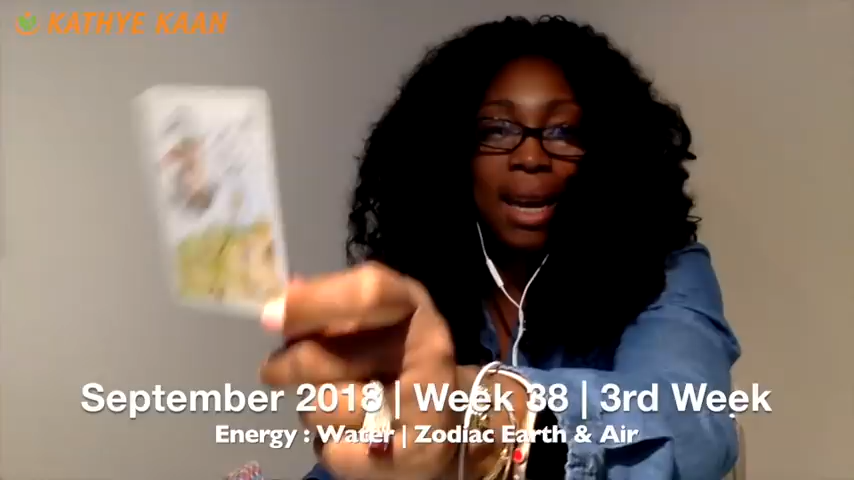 KATHYE KAAN
September 2018 | Week 38 | 3rd Week
Energy : Water | Zodiac Earth & Air